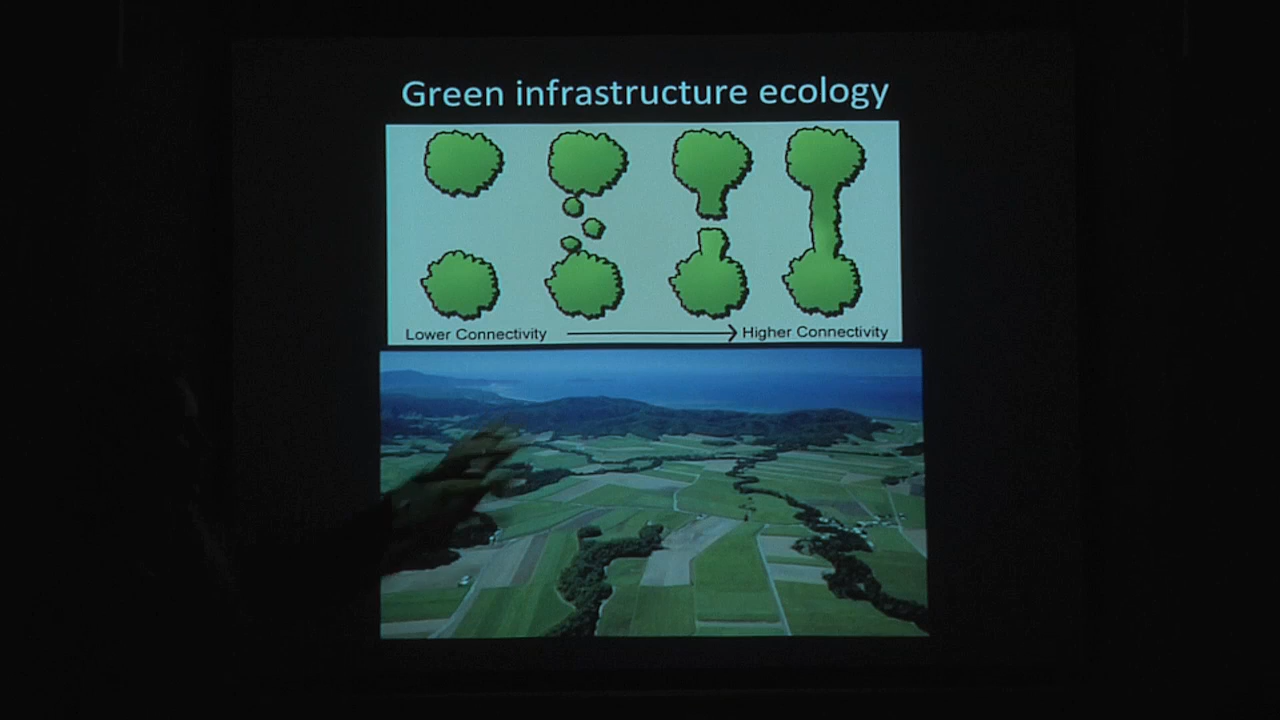 Green infrastructure ecology
Lower Connectivity
Higher Connectivity